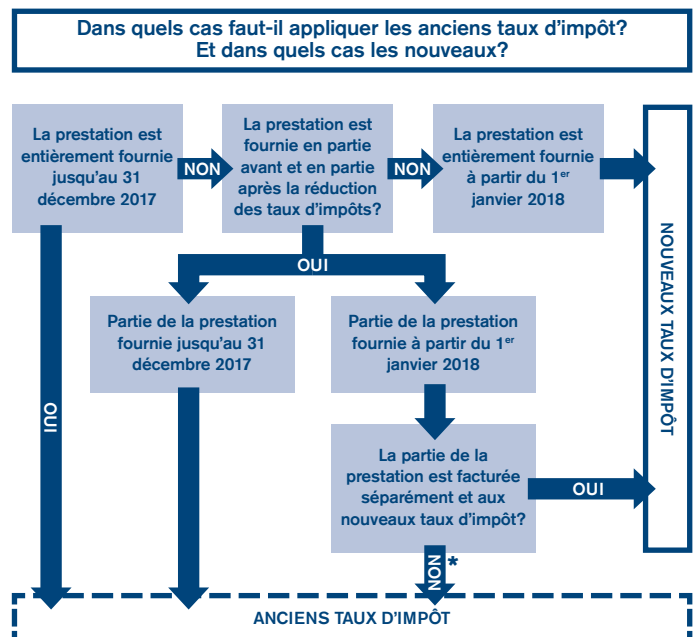 Dans quels cas faut-il appliquer les anciens taux d'impôt?
Et dans quels cas les nouveaux?
La prestation est
entièrement fournie
jusqu'au 31
décembre 2017
NON
La prestation est
fournie en partie
avant et en partie
après la réduction
des taux d'impôts?
NON
La prestation est
entièrement fournie
à partir du 1er
janvier 2018
NOUVEAUX TAUX D'IMPÔT
OUI
Partie de la prestation
fournie jusqu'au 31
décembre 2017
Partie de la prestation
fournie à partir du 1er
janvier 2018
OUI
La partie de la
prestation est facturée
séparément et aux
nouveaux taux d'impôt?
OUI
NON *
ANCIENS TAUX D'IMPÔT